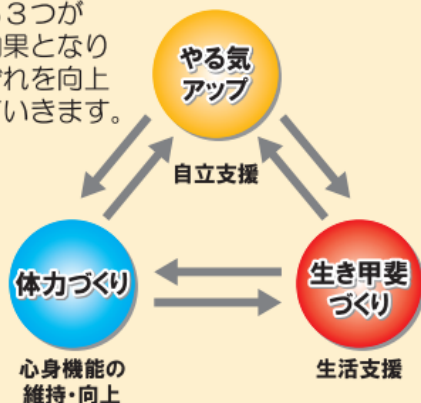 ３つが
果となり
れを向上
いきます。
やる気
アップ
自立支援
体力づくり
生き甲斐
づくり
心身機能の
維持・向上
生活支援